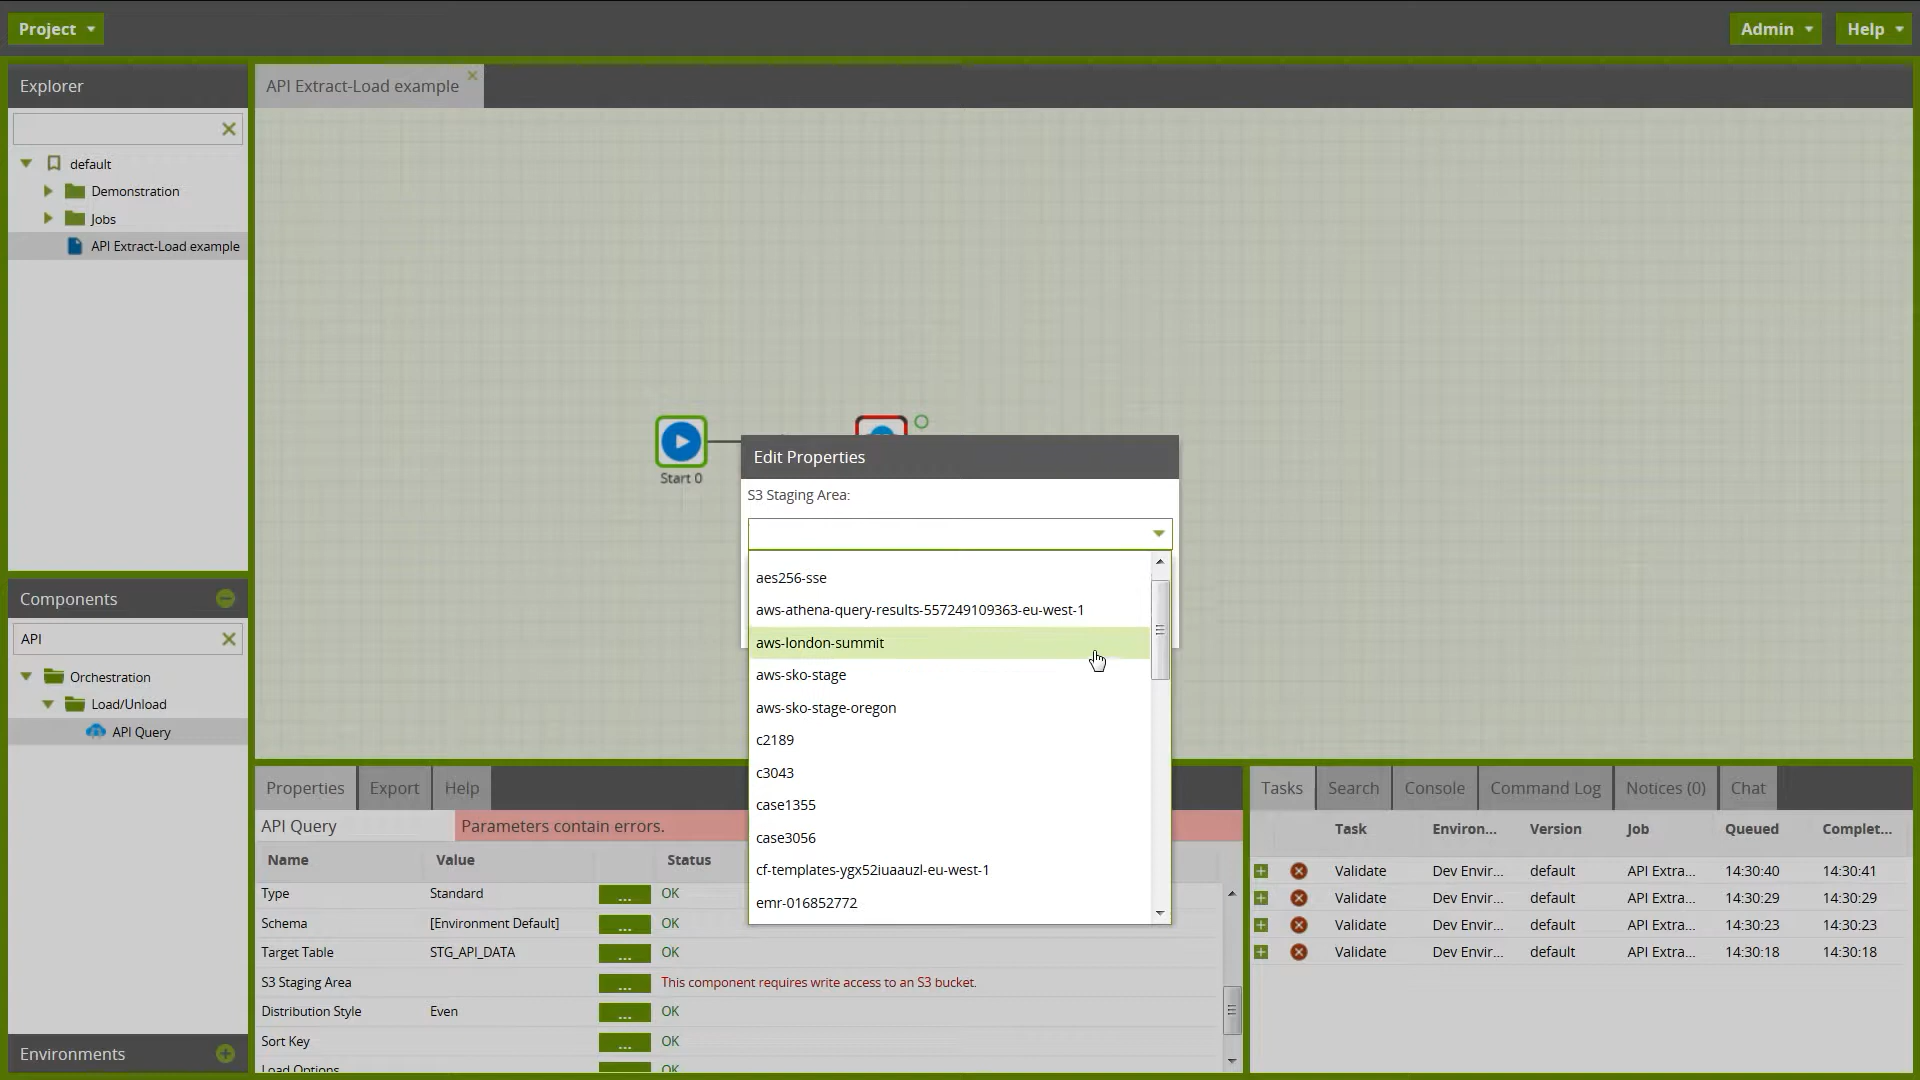 Project
Admin
Help
Explorer
API Extract-Load example
default
Demonstration
Jobs
API Extract-Load example
Start 0
Edit Properties
S3 Staging Area:
aes256-sse
aws-athena-query-results-557249109363-eu-west-1
aws-london-summit
aws-sko-stage
aws-sko-stage-oregon
c2189
c3043
case1355
case3056
cf-templates-ygx52iuaauzl-eu-west-1
emr-016852772
Components
API
Orchestration
Load/Unload
API Query
Environments
Properties Export Help
API Query Parameters contain errors.
Name Value Status
Type Standard ... OK
Schema [Environment Default] ... OK
Target Table STG_API_DATA ... OK
S3 Staging Area ... This component requires write access to an S3 bucket.
Distribution Style Even ... OK
Sort Key ... OK
Load Options OK
Tasks Search Console Command Log Notices (0) Chat
Task Environ... Version Job Queued Complet...
Validate Dev Envir... default API Extra... 14:30:40 14:30:41
Validate Dev Envir... default API Extra... 14:30:29 14:30:29
Validate Dev Envir... default API Extra... 14:30:23 14:30:23
Validate Dev Envir... default API Extra... 14:30:18 14:30:18